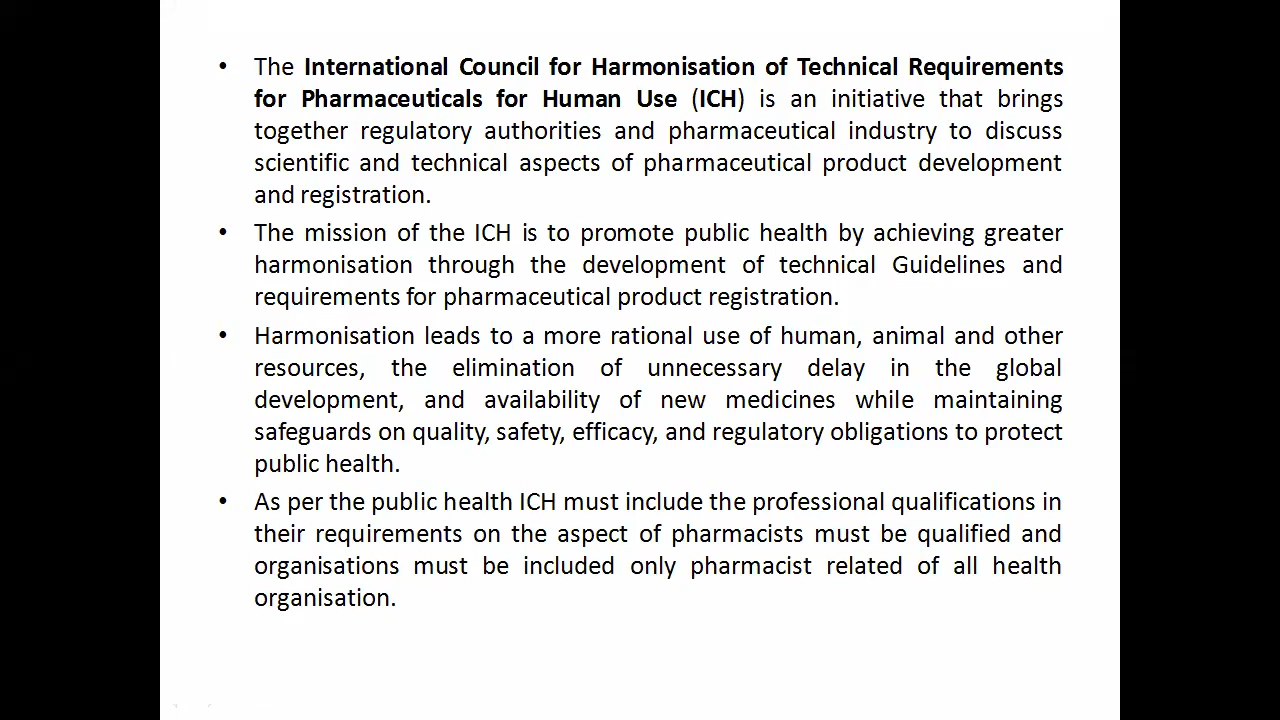 • The International Council for Harmonisation of Technical Requirements
for Pharmaceuticals for Human Use (ICH) is an initiative that brings
together regulatory authorities and pharmaceutical industry to discuss
scientific and technical aspects of pharmaceutical product development
and registration.
• The mission of the ICH is to promote public health by achieving greater
harmonisation through the development of technical Guidelines and
requirements for pharmaceutical product registration.
• Harmonisation leads to a more rational use of human, animal and other
resources, the elimination of unnecessary delay in the global
development, and availability of new medicines while maintaining
safeguards on quality, safety, efficacy, and regulatory obligations to protect
public health.
• As per the public health ICH must include the professional qualifications in
their requirements on the aspect of pharmacists must be qualified and
organisations must be included only pharmacist related of all health
organisation.